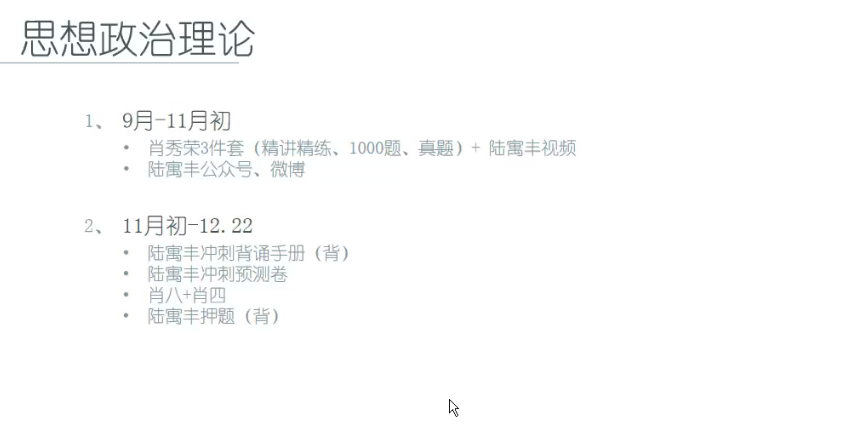 思想政治理论
1、 9月-11月初
• 肖秀荣3件套（精讲精练、1000题、真题）+ 陆寓丰视频
• 陆寓丰公众号、微博
2、 11月初-12.22
• 陆寓丰冲刺背诵手册（背）
• 陆寓丰冲刺预测卷
• 肖八+肖四
• 陆寓丰押题（背）